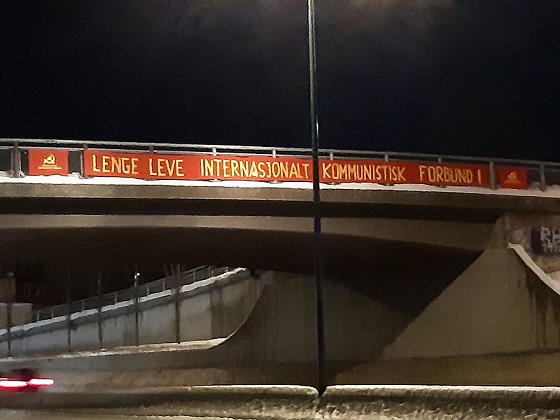 LENGE LEVE INTERNASJONALT KOMMUNISTISK FORBUND!